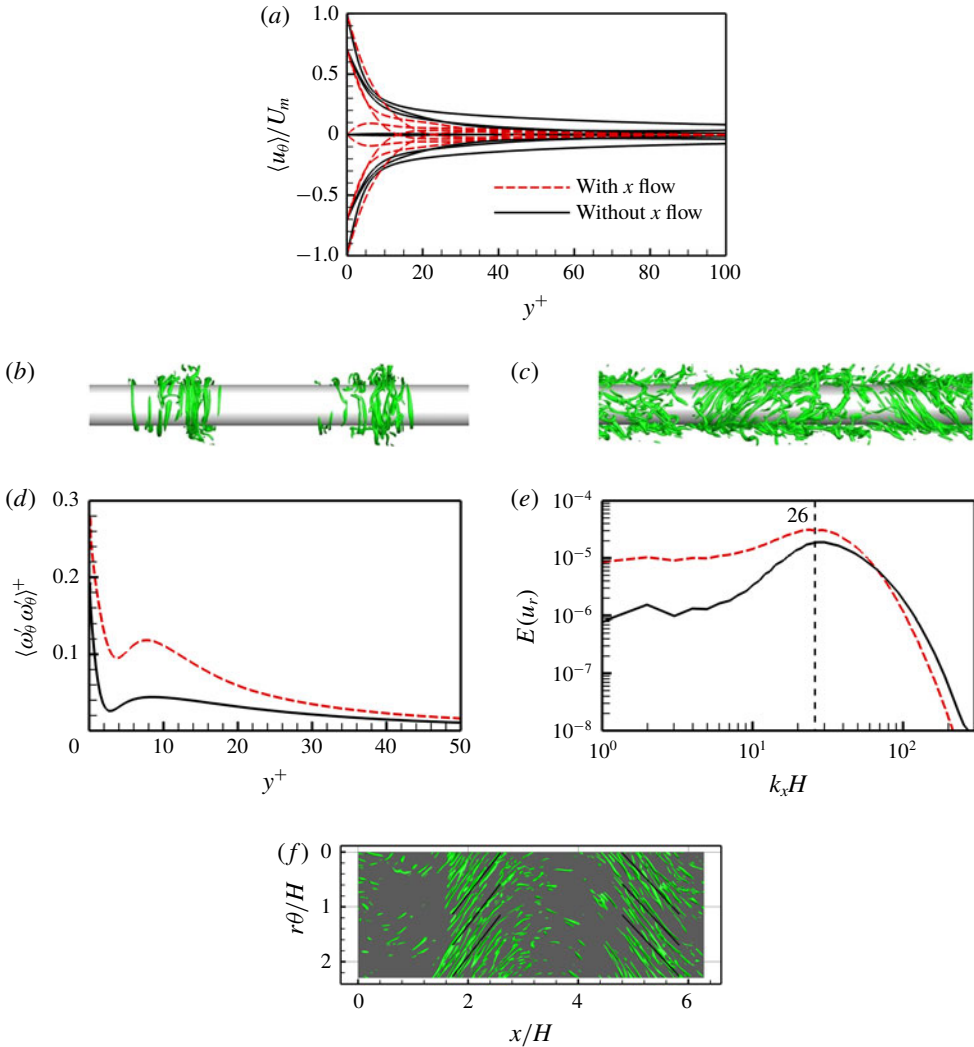 (a)
1.0
0.5
0
−0.5
−1.0
⟨u_θ⟩/U_m
With x flow
Without x flow
0 20 40 60 80 100
y⁺
(b)
(c)
(d)
0.3
0.2
0.1
⟨ω′_θ ω′_θ⟩⁺
0 10 20 30 40 50
y⁺
(e)
10⁻⁴
10⁻⁵
10⁻⁶
10⁻⁷
10⁻⁸
E(u_r)
26
10⁰ 10¹ 10²
k_xH
(f)
0
1
2
rθ/H
0 2 4 6
x/H